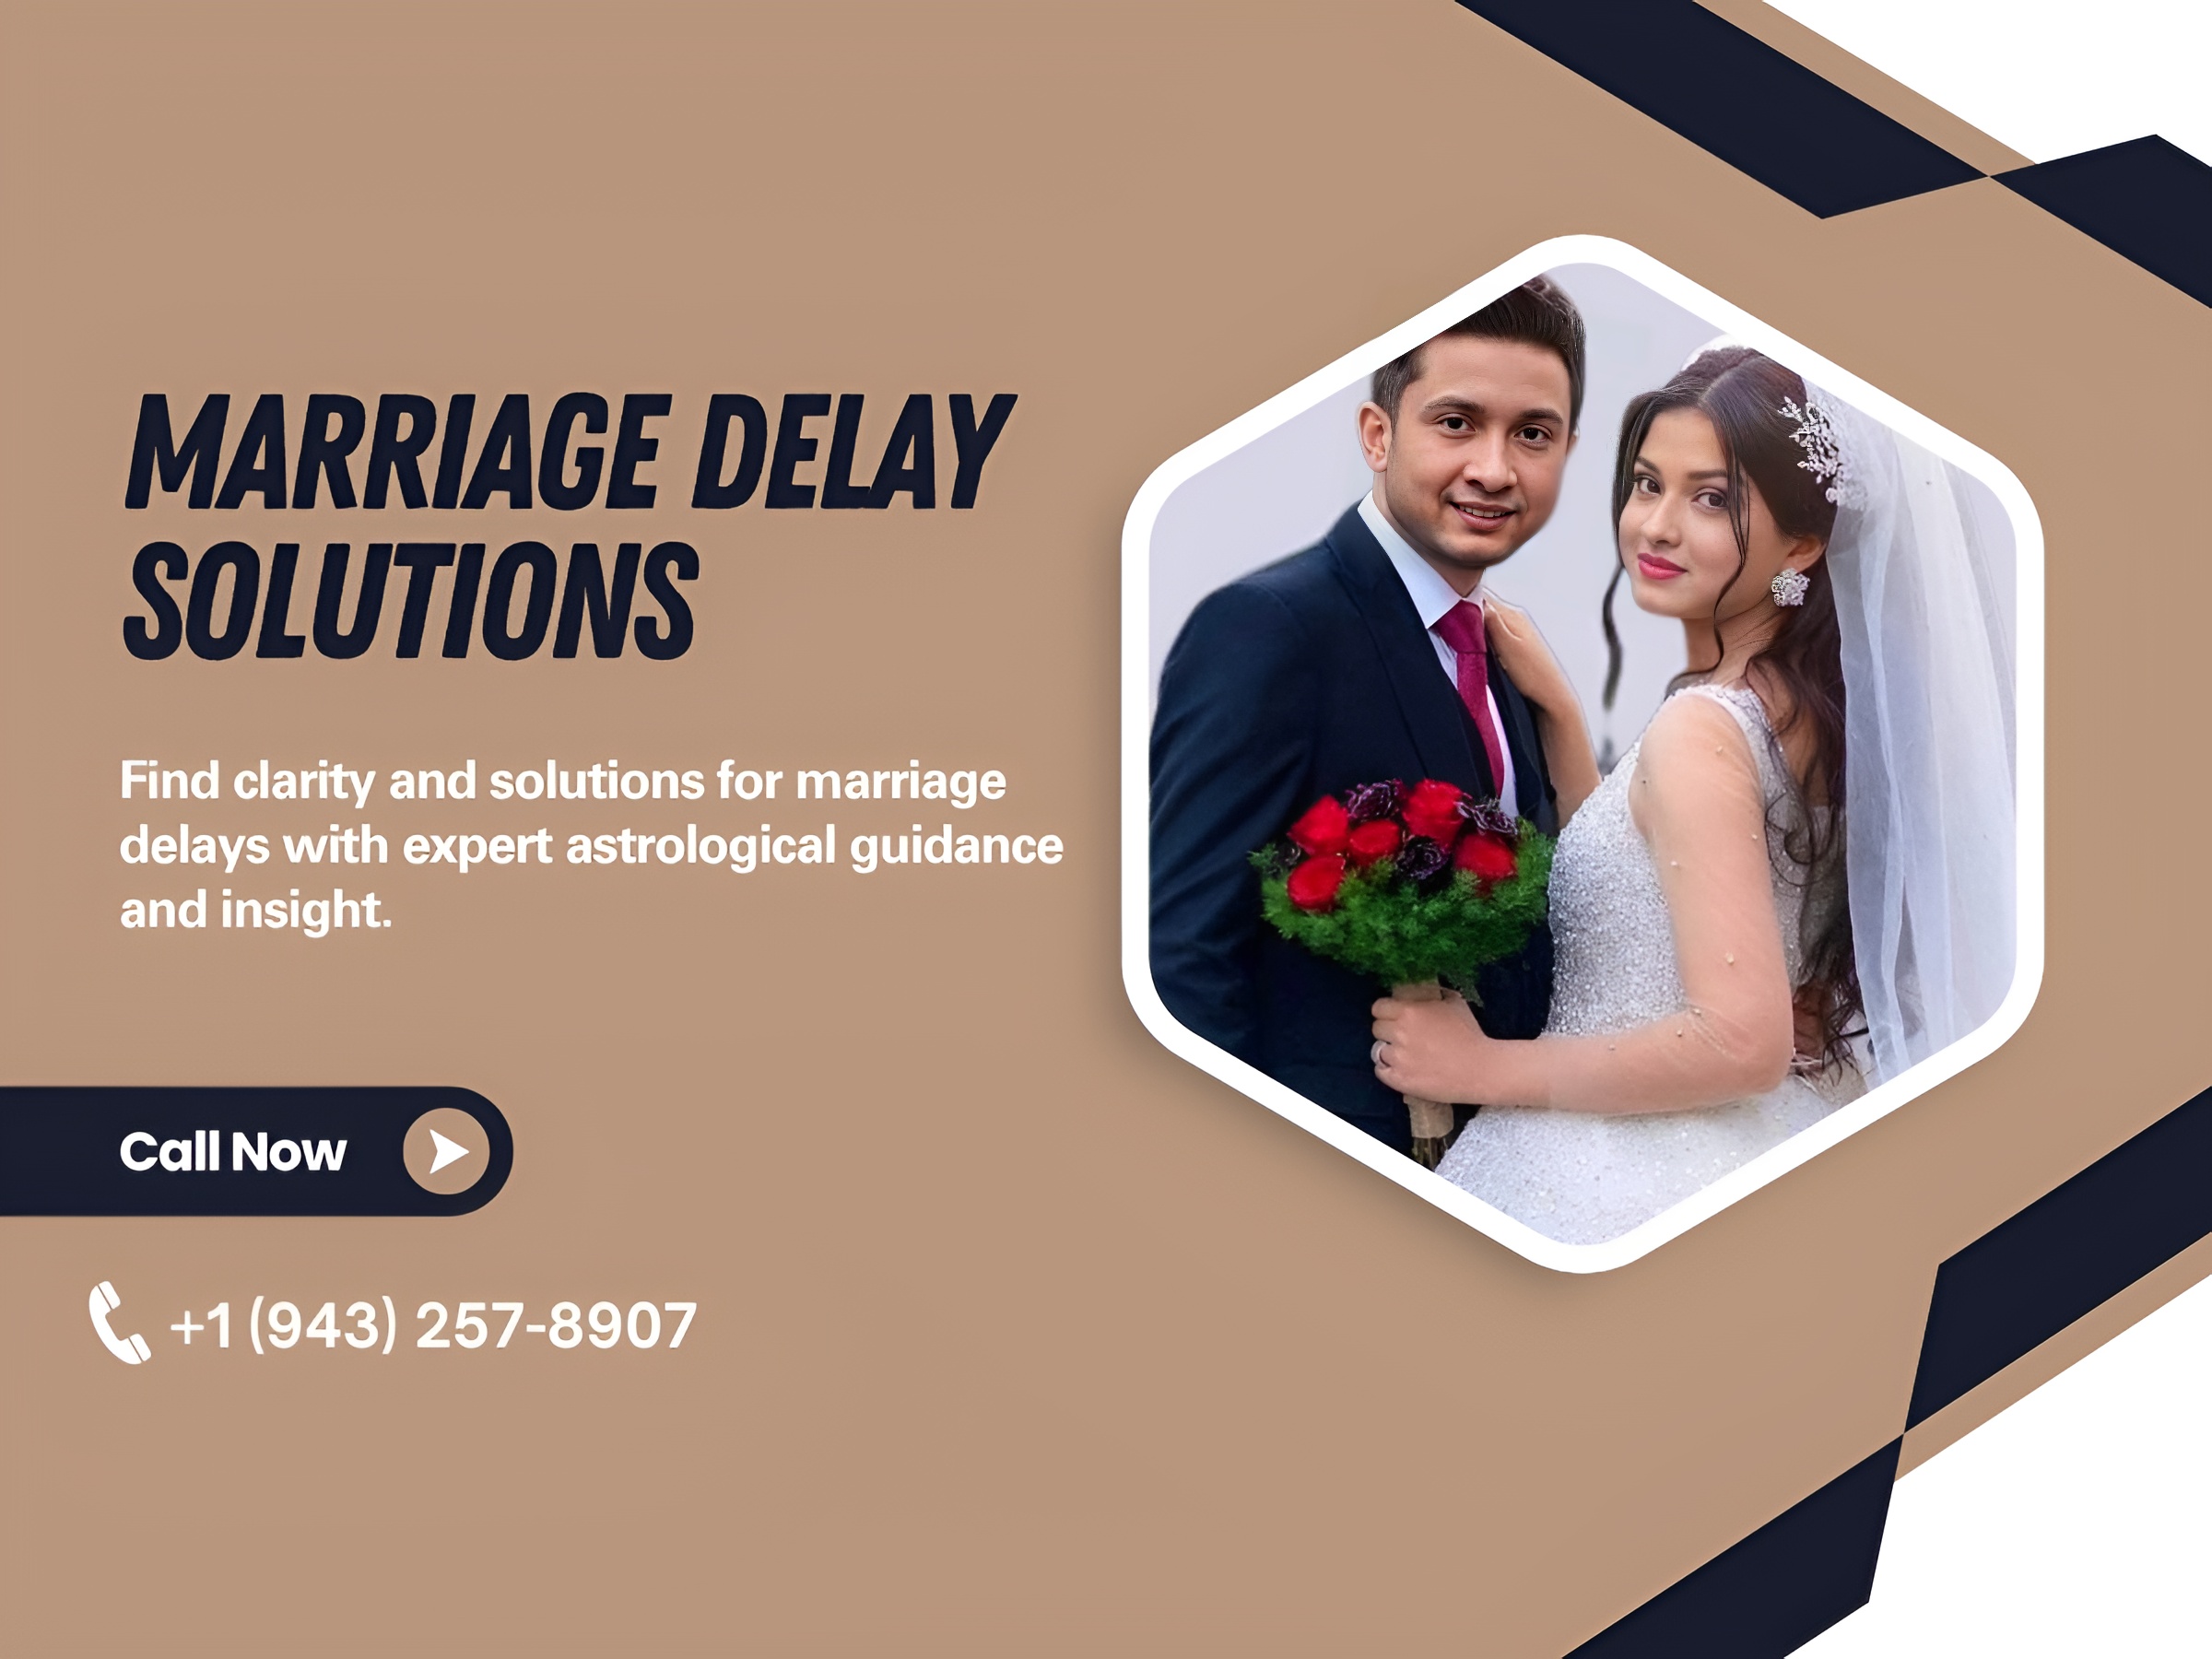 MARRIAGE DELAY
SOLUTIONS
Find clarity and solutions for marriage
delays with expert astrological guidance
and insight.
Call Now
+1 (943) 257-8907